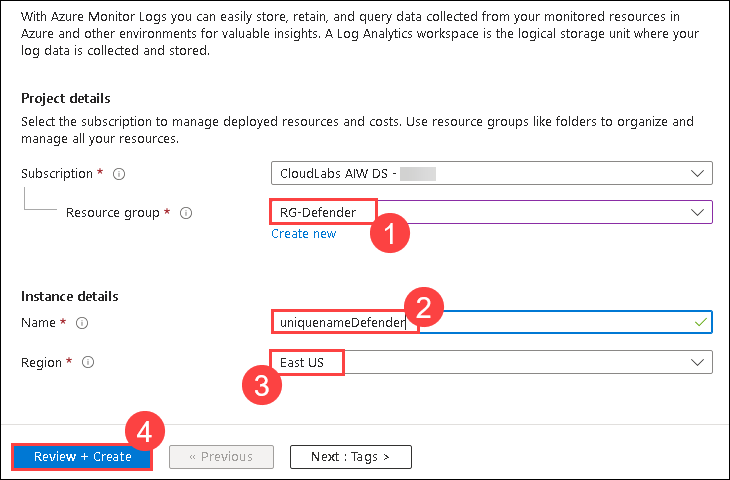 With Azure Monitor Logs you can easily store, retain, and query data collected from your monitored resources in
Azure and other environments for valuable insights. A Log Analytics workspace is the logical storage unit where your
log data is collected and stored.
Project details
Select the subscription to manage deployed resources and costs. Use resource groups like folders to organize and
manage all your resources.
Subscription * CloudLabs AIW DS -
Resource group * RG-Defender
1
Create new
Instance details
2
Name * uniquenameDefender
Region * East US
3
4
Review + Create « Previous Next : Tags >